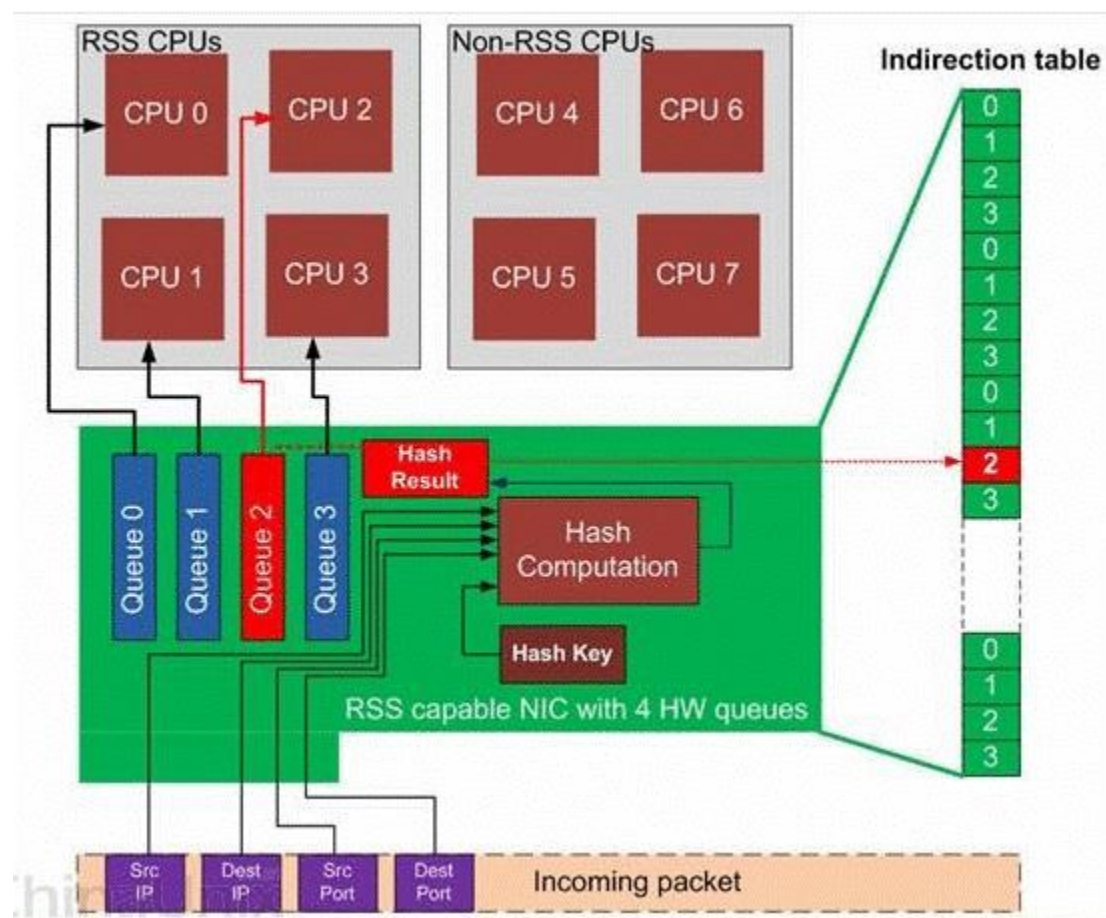 RSS CPUs
Non-RSS CPUs
Indirection table
CPU 0
CPU 2
CPU 4
CPU 6
CPU 1
CPU 3
CPU 5
CPU 7
0
1
2
3
0
1
2
3
0
1
2
3
0
1
2
3
Queue 0
Queue 1
Queue 2
Queue 3
Hash
Result
Hash
Computation
Hash Key
RSS capable NIC with 4 HW queues
Src
IP
Dest
IP
Src
Port
Dest
Port
Incoming packet